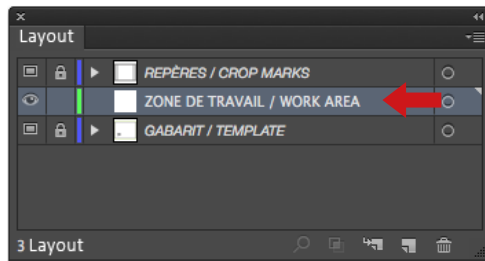 Layout
REPÈRES / CROP MARKS
ZONE DE TRAVAIL / WORK AREA
GABARIT / TEMPLATE
3 Layout